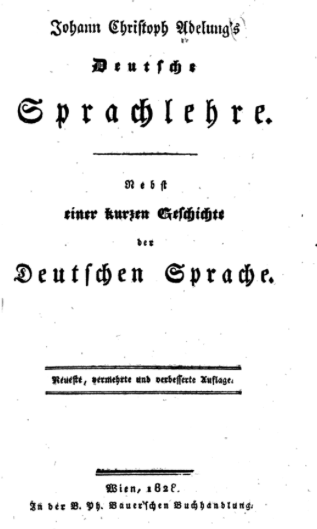 Johann Christoph Adelung's
Deutsche
Sprachlehre.
Nebst
einer kurzen Geschichte
der
Deutschen Sprache.
Neueste, vermehrte und verbesserte Auflage.
Wien, 1828.
In der B. Ph. Bauer'schen Buchhandlung.